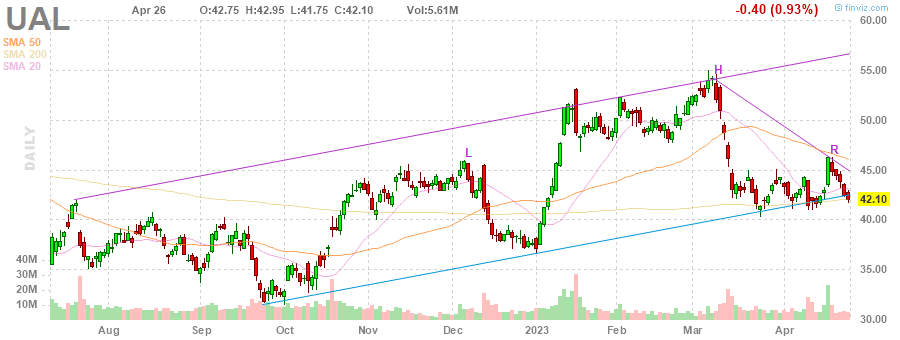 UAL
Apr 26 O:42.75 H:42.95 L:41.75 C:42.10 Vol:5.61M -0.40 (0.93%) © finviz.com
60.00
SMA 50
SMA 200
SMA 20
H
55.00
50.00
DAILY
L
R
45.00
42.10
40.00
40M
30M
35.00
20M
10M
30.00
Aug Sep Oct Nov Dec 2023 Feb Mar Apr